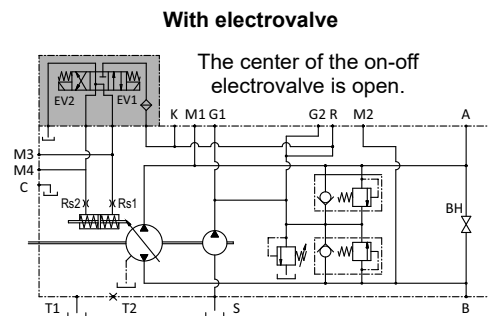 With electrovalve
The center of the on-off
electrovalve is open.
EV2 EV1
K M1 G1 G2 R M2 A
M3
M4
C
Rs2 Rs1
BH
T1 T2 S B